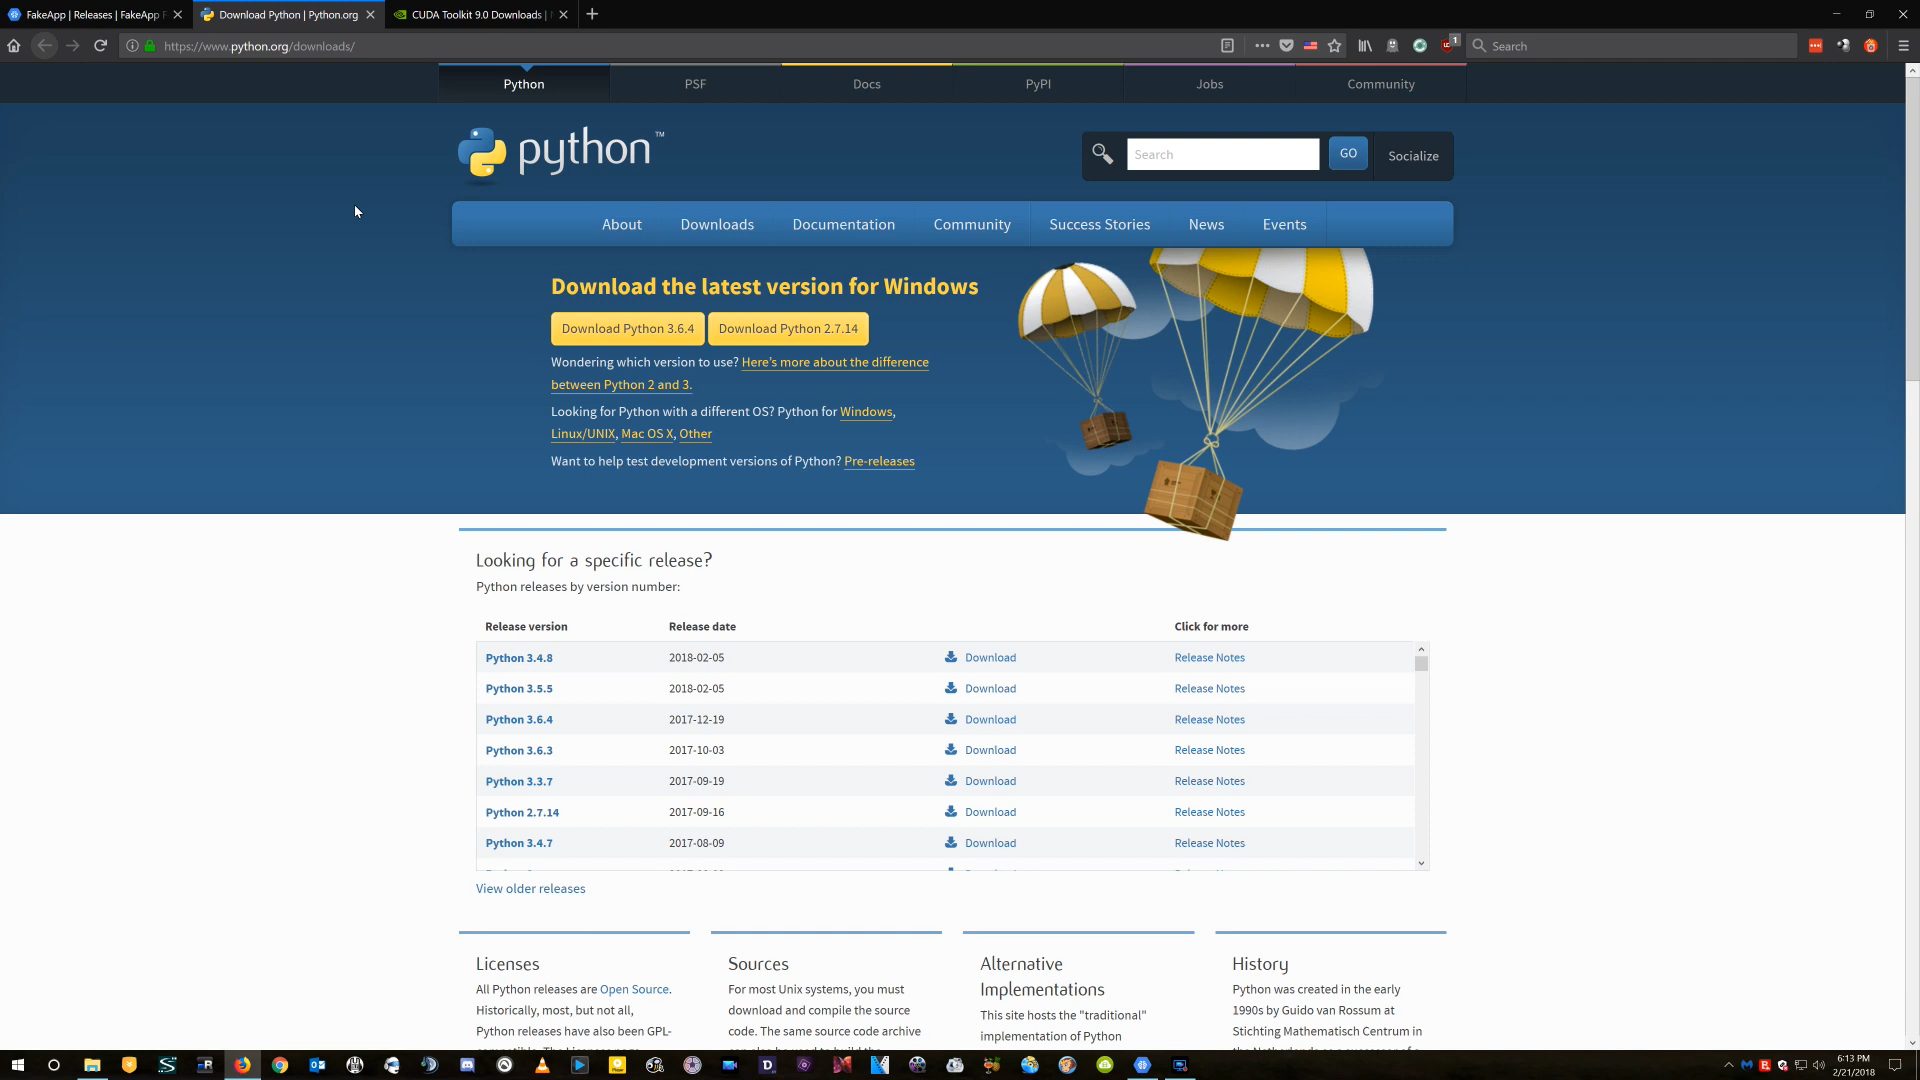 FakeApp | Releases | FakeApp F
Download Python | Python.org
CUDA Toolkit 9.0 Downloads |
https://www.python.org/downloads/
1
Search
Python
PSF
Docs
PyPI
Jobs
Community
python™
Search
GO
Socialize
About
Downloads
Documentation
Community
Success Stories
News
Events
Download the latest version for Windows
Download Python 3.6.4
Download Python 2.7.14
Wondering which version to use? Here's more about the difference
between Python 2 and 3.
Looking for Python with a different OS? Python for Windows,
Linux/UNIX, Mac OS X, Other
Want to help test development versions of Python? Pre-releases
Looking for a specific release?
Python releases by version number:
Release version Release date Click for more
Python 3.4.8 2018-02-05 Download Release Notes
Python 3.5.5 2018-02-05 Download Release Notes
Python 3.6.4 2017-12-19 Download Release Notes
Python 3.6.3 2017-10-03 Download Release Notes
Python 3.3.7 2017-09-19 Download Release Notes
Python 2.7.14 2017-09-16 Download Release Notes
Python 3.4.7 2017-08-09 Download Release Notes
View older releases
Licenses
All Python releases are Open Source.
Historically, most, but not all,
Python releases have also been GPL-
Sources
For most Unix systems, you must
download and compile the source
code. The same source code archive
Alternative
Implementations
This site hosts the "traditional"
implementation of Python
History
Python was created in the early
1990s by Guido van Rossum at
Stichting Mathematisch Centrum in
6:13 PM
2/21/2018